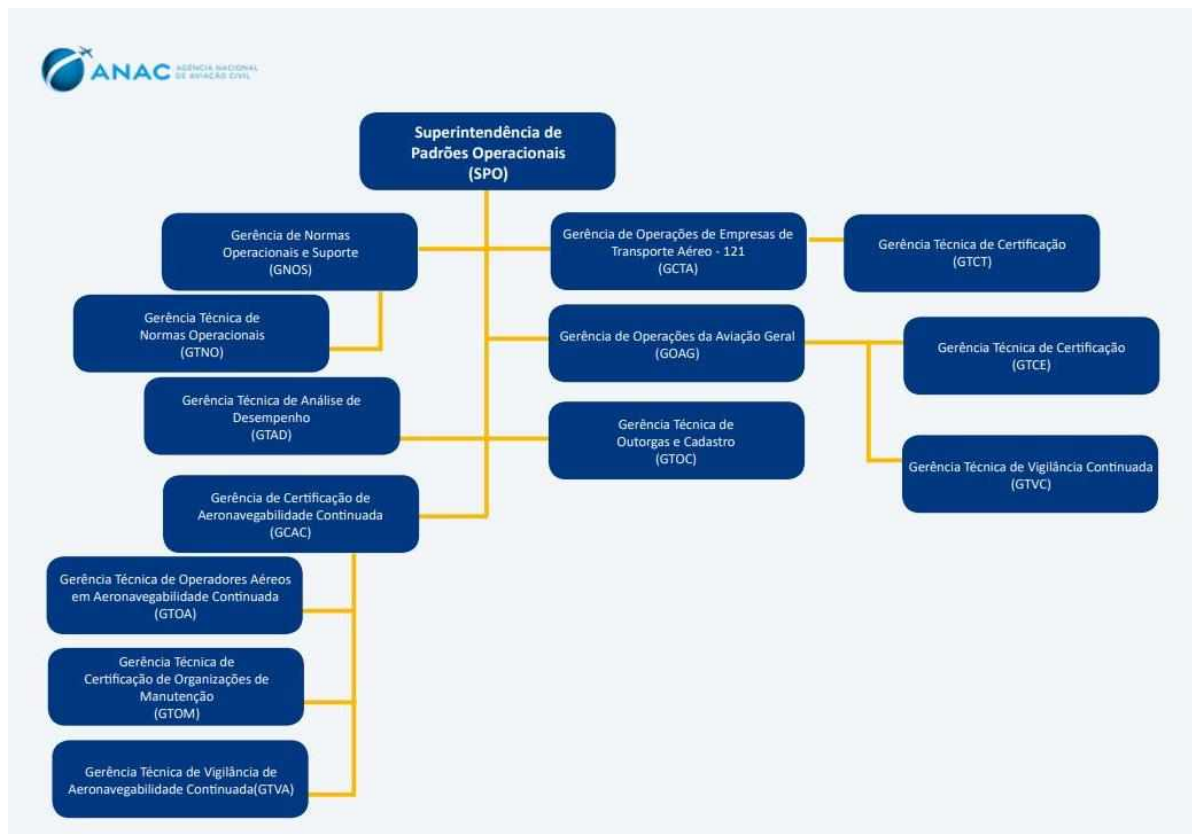 ANAC
AGÊNCIA NACIONAL
DE AVIAÇÃO CIVIL
Superintendência de
Padrões Operacionais
(SPO)
Gerência de Normas
Operacionais e Suporte
(GNOS)
Gerência de Operações de Empresas de
Transporte Aéreo - 121
(GCTA)
Gerência Técnica de Certificação
(GTCT)
Gerência Técnica de
Normas Operacionais
(GTNO)
Gerência de Operações da Aviação Geral
(GOAG)
Gerência Técnica de Certificação
(GTCE)
Gerência Técnica de Análise de
Desempenho
(GTAD)
Gerência Técnica de
Outorgas e Cadastro
(GTOC)
Gerência Técnica de Vigilância Continuada
(GTVC)
Gerência de Certificação de
Aeronavegabilidade Continuada
(GCAC)
Gerência Técnica de Operadores Aéreos
em Aeronavegabilidade Continuada
(GTOA)
Gerência Técnica de
Certificação de Organizações de
Manutenção
(GTOM)
Gerência Técnica de Vigilância de
Aeronavegabilidade Continuada(GTVA)